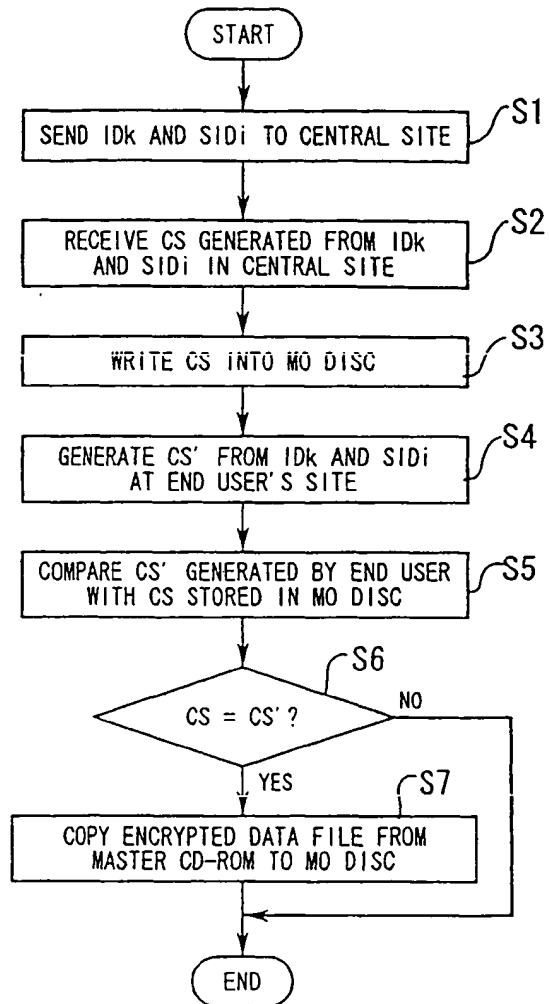 START
S1
SEND IDk AND SIDi TO CENTRAL SITE
S2
RECEIVE CS GENERATED FROM IDk
AND SIDi IN CENTRAL SITE
S3
WRITE CS INTO MO DISC
S4
GENERATE CS' FROM IDk AND SIDi
AT END USER'S SITE
S5
COMPARE CS' GENERATED BY END USER
WITH CS STORED IN MO DISC
S6
CS = CS'?
NO
YES
S7
COPY ENCRYPTED DATA FILE FROM
MASTER CD-ROM TO MO DISC
END